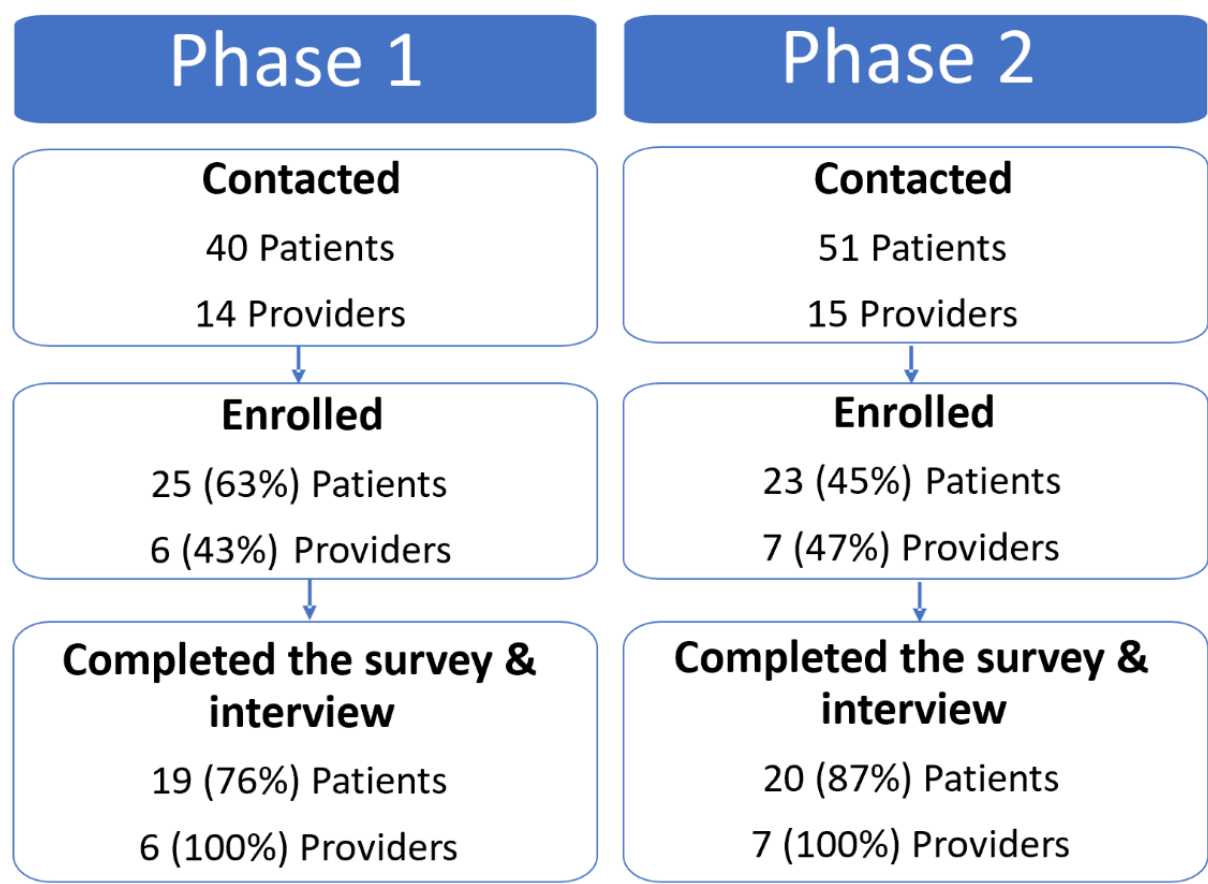 Phase 1
Contacted
40 Patients
14 Providers
Enrolled
25 (63%) Patients
6 (43%) Providers
Completed the survey &
interview
19 (76%) Patients
6 (100%) Providers
Phase 2
Contacted
51 Patients
15 Providers
Enrolled
23 (45%) Patients
7 (47%) Providers
Completed the survey &
interview
20 (87%) Patients
7 (100%) Providers